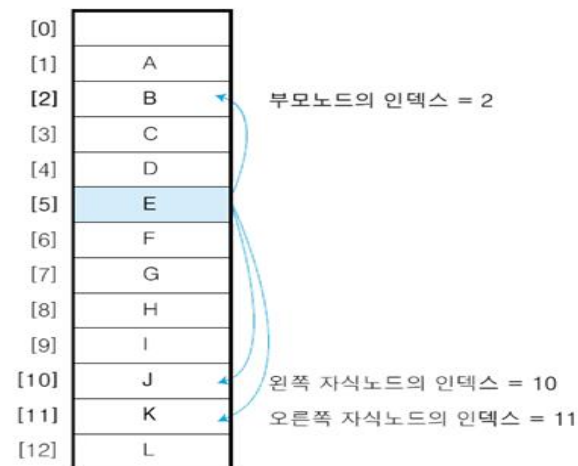 [0]
[1] A
[2] B 부모노드의 인덱스 = 2
[3] C
[4] D
[5] E
[6] F
[7] G
[8] H
[9] I
[10] J 왼쪽 자식노드의 인덱스 = 10
[11] K 오른쪽 자식노드의 인덱스 = 11
[12] L